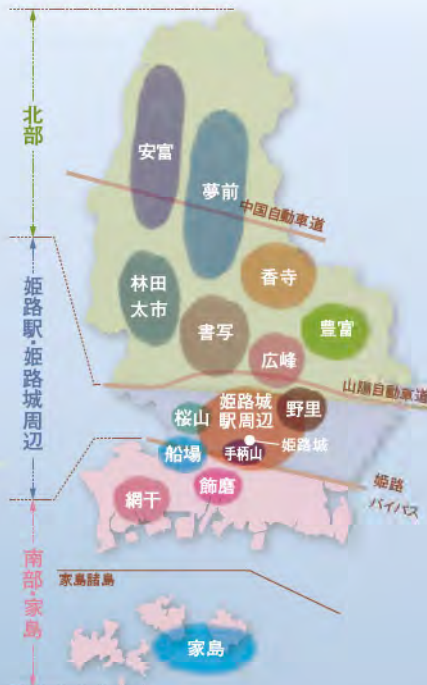 北部
姫路駅・姫路城周辺
南部・家島
安富
夢前
中国自動車道
香寺
林田
太市
書写
豊富
広峰
山陽自動車道
姫路城
駅周辺
野里
桜山
姫路城
船場
手柄山
姫路
バイパス
飾磨
網干
家島諸島
家島